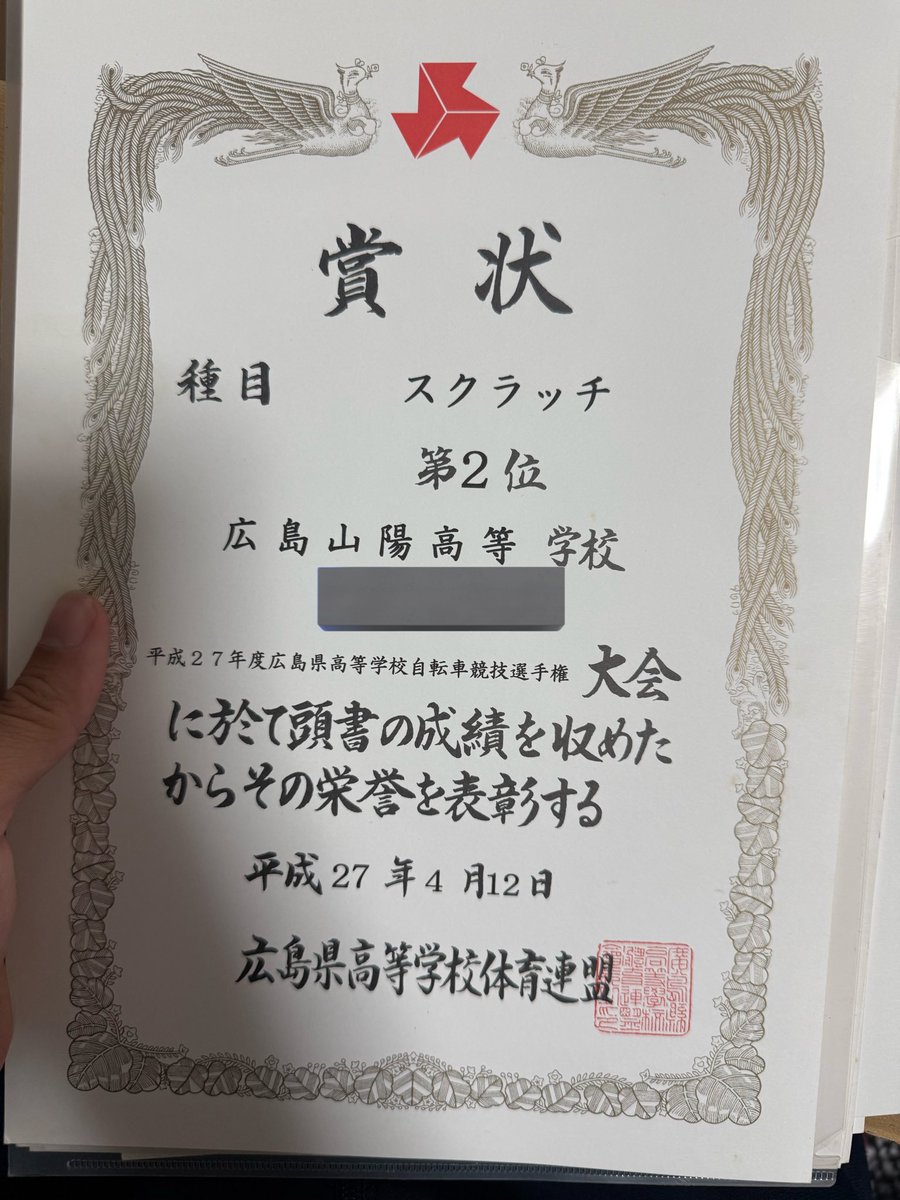 賞状
種目 スクラッチ
第2位
広島山陽高等学校
平成27年度広島県高等学校自転車競技選手権大会
に於て頭書の成績を収めた
からその栄誉を表彰する
平成27年4月12日
広島県高等学校体育連盟